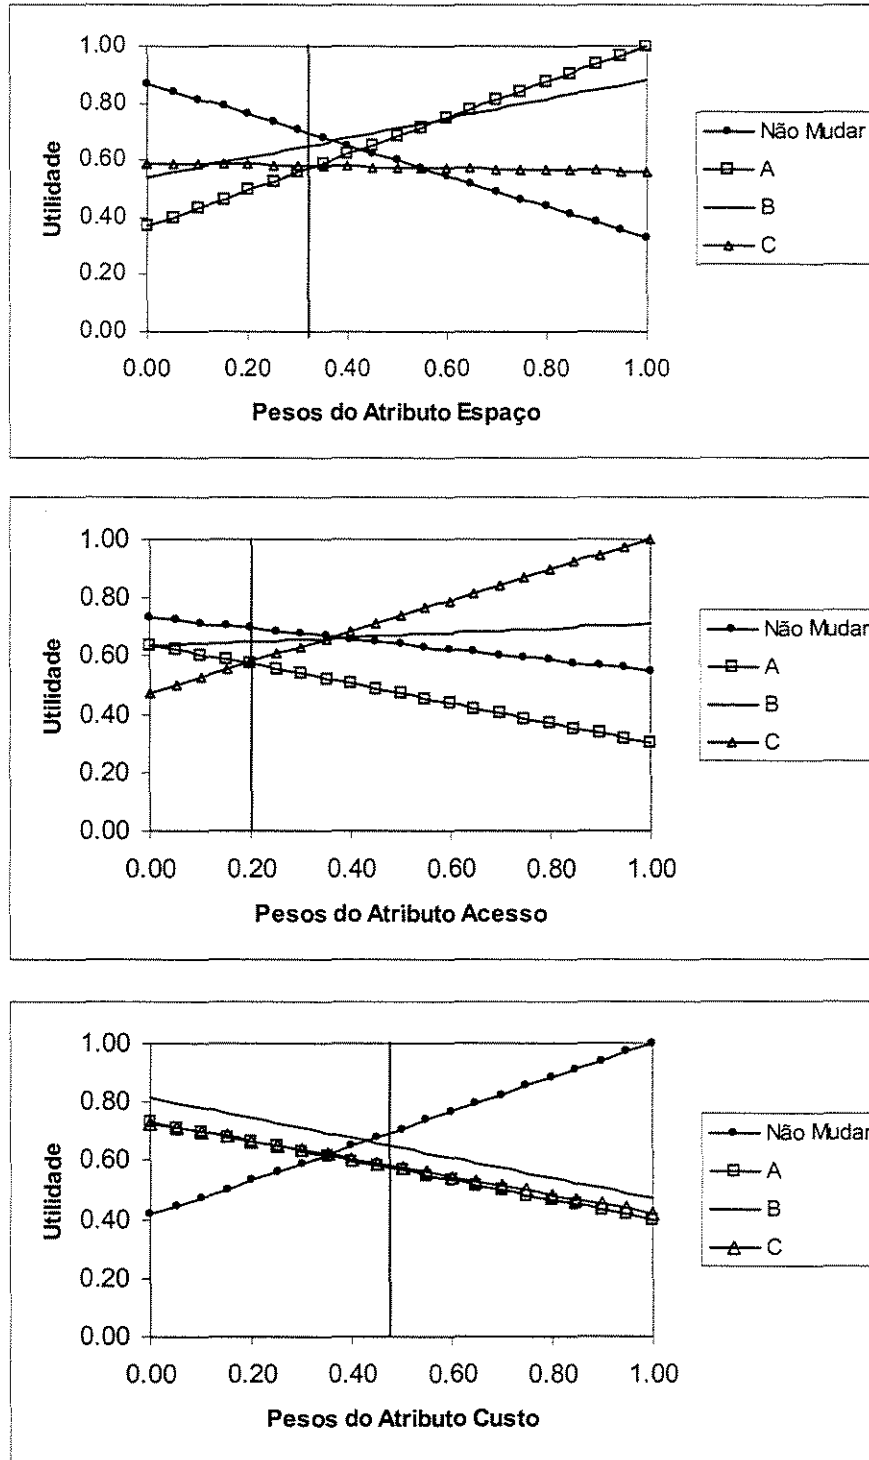 Utilidade
1.00
0.80
0.60
0.40
0.20
0.00
0.00 0.20 0.40 0.60 0.80 1.00
Pesos do Atributo Espaço
Não Mudar
A
B
C
Utilidade
1.00
0.80
0.60
0.40
0.20
0.00
0.00 0.20 0.40 0.60 0.80 1.00
Pesos do Atributo Acesso
Não Mudar
A
B
C
Utilidade
1.00
0.80
0.60
0.40
0.20
0.00
0.00 0.20 0.40 0.60 0.80 1.00
Pesos do Atributo Custo
Não Mudar
A
B
C